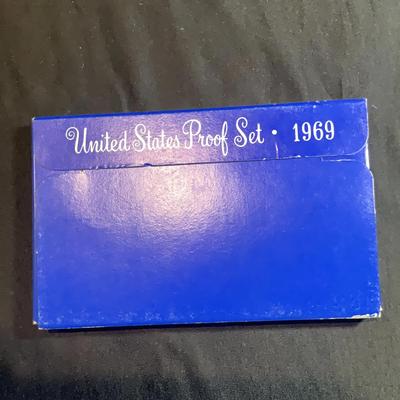 United States Proof Set • 1969